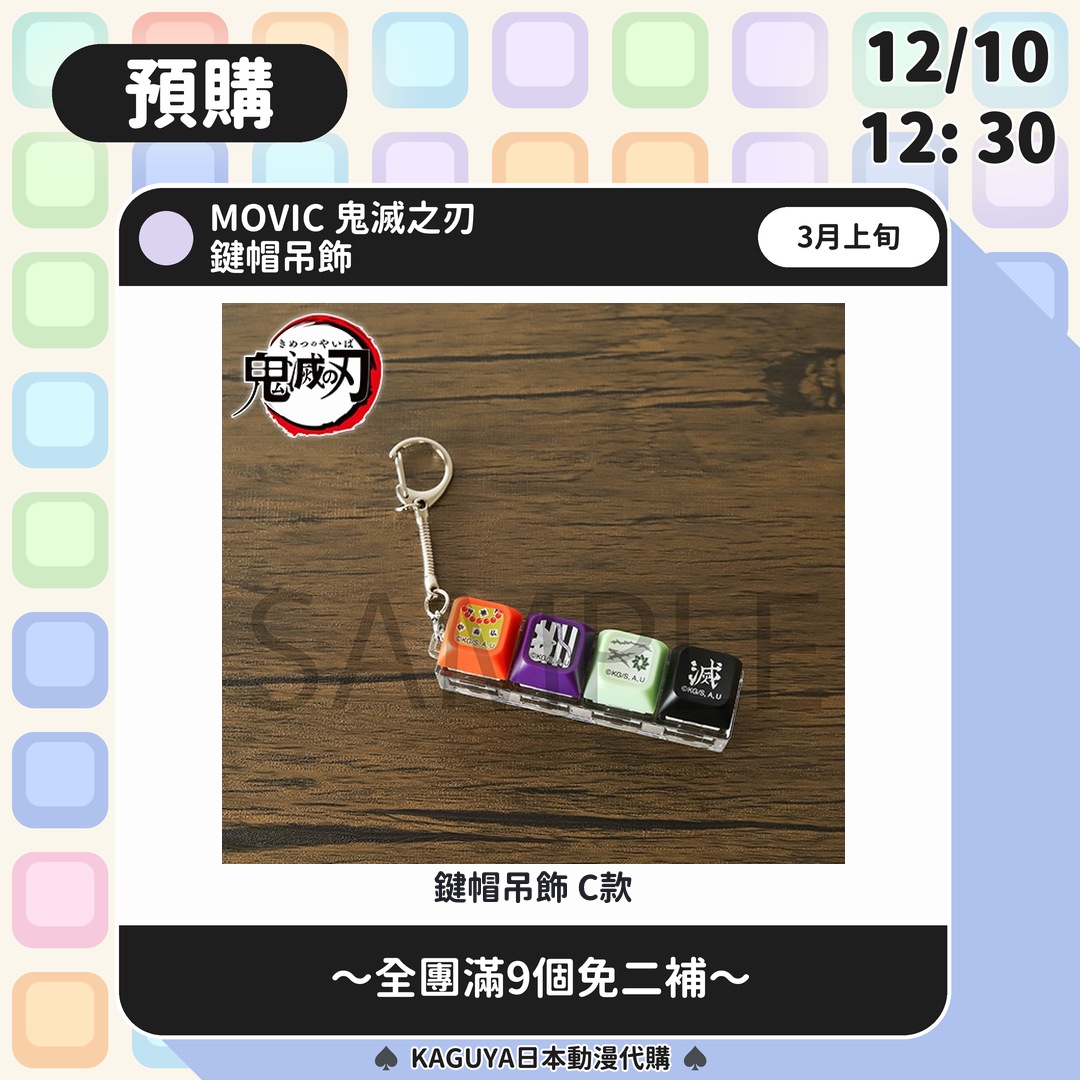 預購
12/10
12: 30
MOVIC 鬼滅之刃
鍵帽吊飾
3月上旬
きめつのやいば
鬼滅の刃
SAMPLE
©KG/S, A, U
©KG/S, A, U
©KG/S, A, U
滅
©KG/S, A, U
鍵帽吊飾 C款
～全團滿9個免二補～
♠ KAGUYA日本動漫代購 ♠